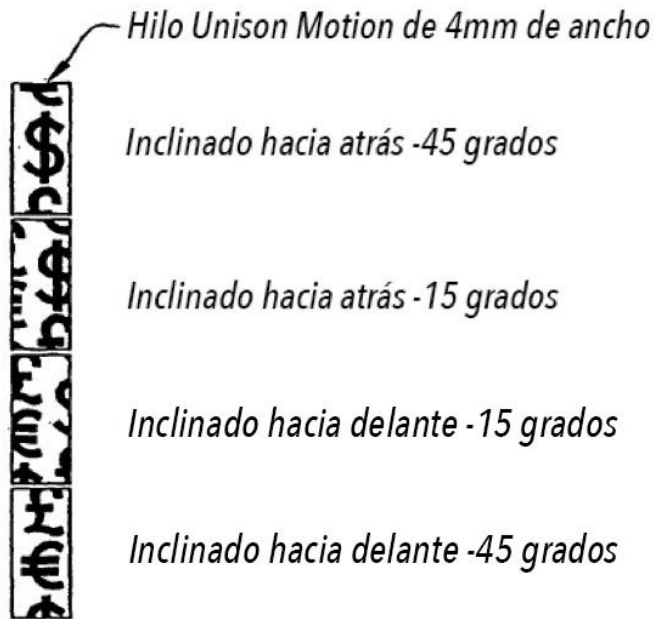 Hilo Unison Motion de 4mm de ancho
Inclinado hacia atrás -45 grados
Inclinado hacia atrás -15 grados
Inclinado hacia delante -15 grados
Inclinado hacia delante -45 grados